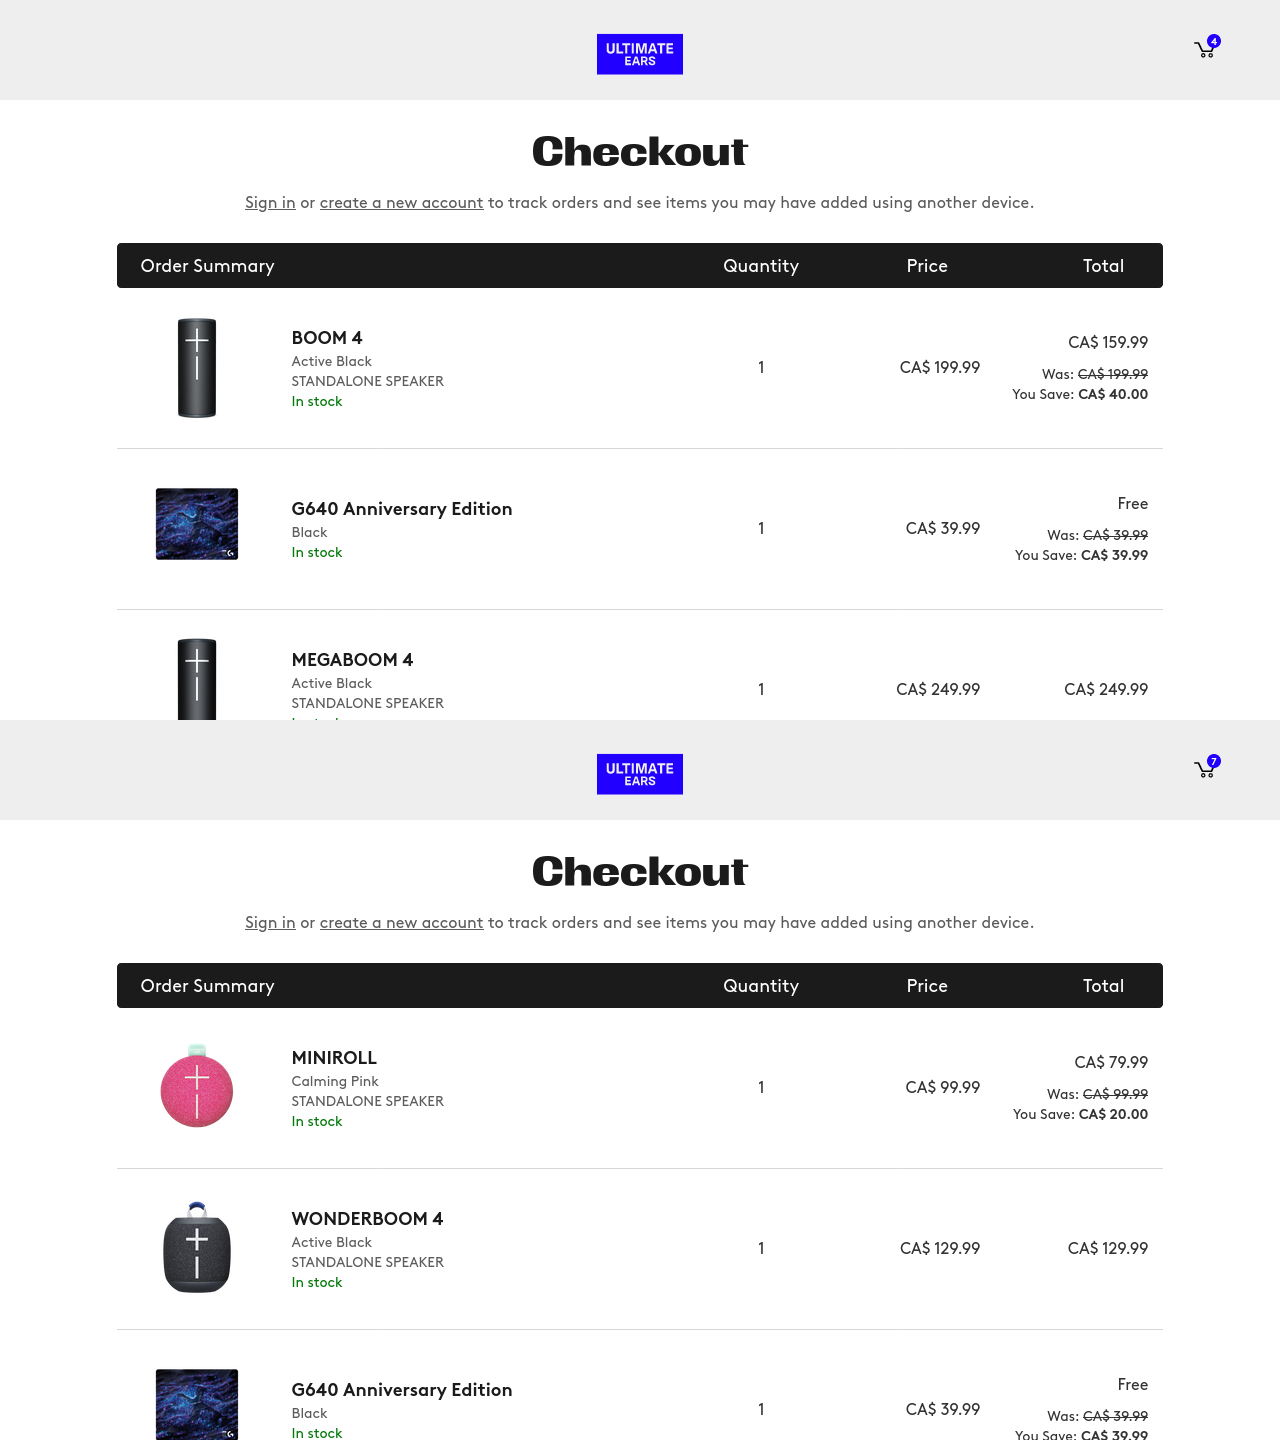 ULTIMATE
EARS
4
Checkout
Sign in or create a new account to track orders and see items you may have added using another device.
Order Summary Quantity Price Total
BOOM 4
Active Black
STANDALONE SPEAKER
In stock
1
CA$ 199.99
CA$ 159.99
Was: CA$ 199.99
You Save: CA$ 40.00
G640 Anniversary Edition
Black
In stock
1
CA$ 39.99
Free
Was: CA$ 39.99
You Save: CA$ 39.99
MEGABOOM 4
Active Black
STANDALONE SPEAKER
1
CA$ 249.99
CA$ 249.99
ULTIMATE
EARS
7
Checkout
Sign in or create a new account to track orders and see items you may have added using another device.
Order Summary Quantity Price Total
MINIROLL
Calming Pink
STANDALONE SPEAKER
In stock
1
CA$ 99.99
CA$ 79.99
Was: CA$ 99.99
You Save: CA$ 20.00
WONDERBOOM 4
Active Black
STANDALONE SPEAKER
In stock
1
CA$ 129.99
CA$ 129.99
G640 Anniversary Edition
Black
In stock
1
CA$ 39.99
Free
Was: CA$ 39.99
You Save: CA$ 39.99